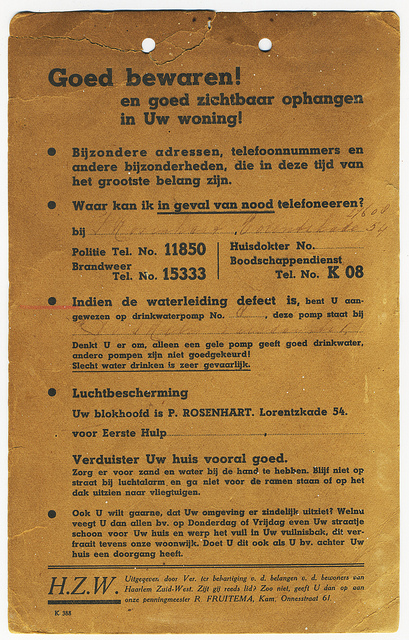 Goed bewaren!
en goed zichtbaar ophangen
in Uw woning!
Bijzondere adressen, telefoonnummers en
andere bijzonderheden, die in deze tijd van
het grootste belang zijn.
Waar kan ik in geval van nood telefoneeren?
bij Lorentzkade 54
Politie Tel. No. 11850
Brandweer
Tel. No. 15333
Huisdokter No.
Boodschappendienst
Tel. No. K 08
Indien de waterleiding defect is, bent U aan-
gewezen op drinkwaterpomp No. , deze pomp staat bij
Denkt U er om, alleen een gele pomp geeft goed drinkwater,
andere pompen zijn niet goedgekeurd!
Slecht water drinken is zeer gevaarlijk.
Luchtbescherming
Uw blokhoofd is P. ROSENHART. Lorentzkade 54.
voor Eerste Hulp
Verduister Uw huis vooral goed.
Zorg er voor zand en water bij de hand te hebben. Blijf niet op
straat bij luchtalarm en ga niet voor de ramen staan of op het
dak uitzien naar vliegtuigen.
Ook U wilt gaarne, dat Uw omgeving er zindelijk uitziet? Welnu
veegt U dan allen bv. op Donderdag of Vrijdag even Uw straatje
schoon voor Uw huis en werp het vuil in Uw vuilnisbak, dit ver-
fraait tevens onze woonwijk. Doet U dit ook als U bv. achter Uw
huis een doorgang heeft.
H.Z.W.
Uitgegeven door Ver. ter behartiging v. d. belangen v. d. bewoners van
Haarlem Zuid-West. Zijt gij reeds lid? Zoo niet, geeft U dan op aan
onze penningmeester R. FRUITEMA, Kam. Onnesstraat 61.
K 388